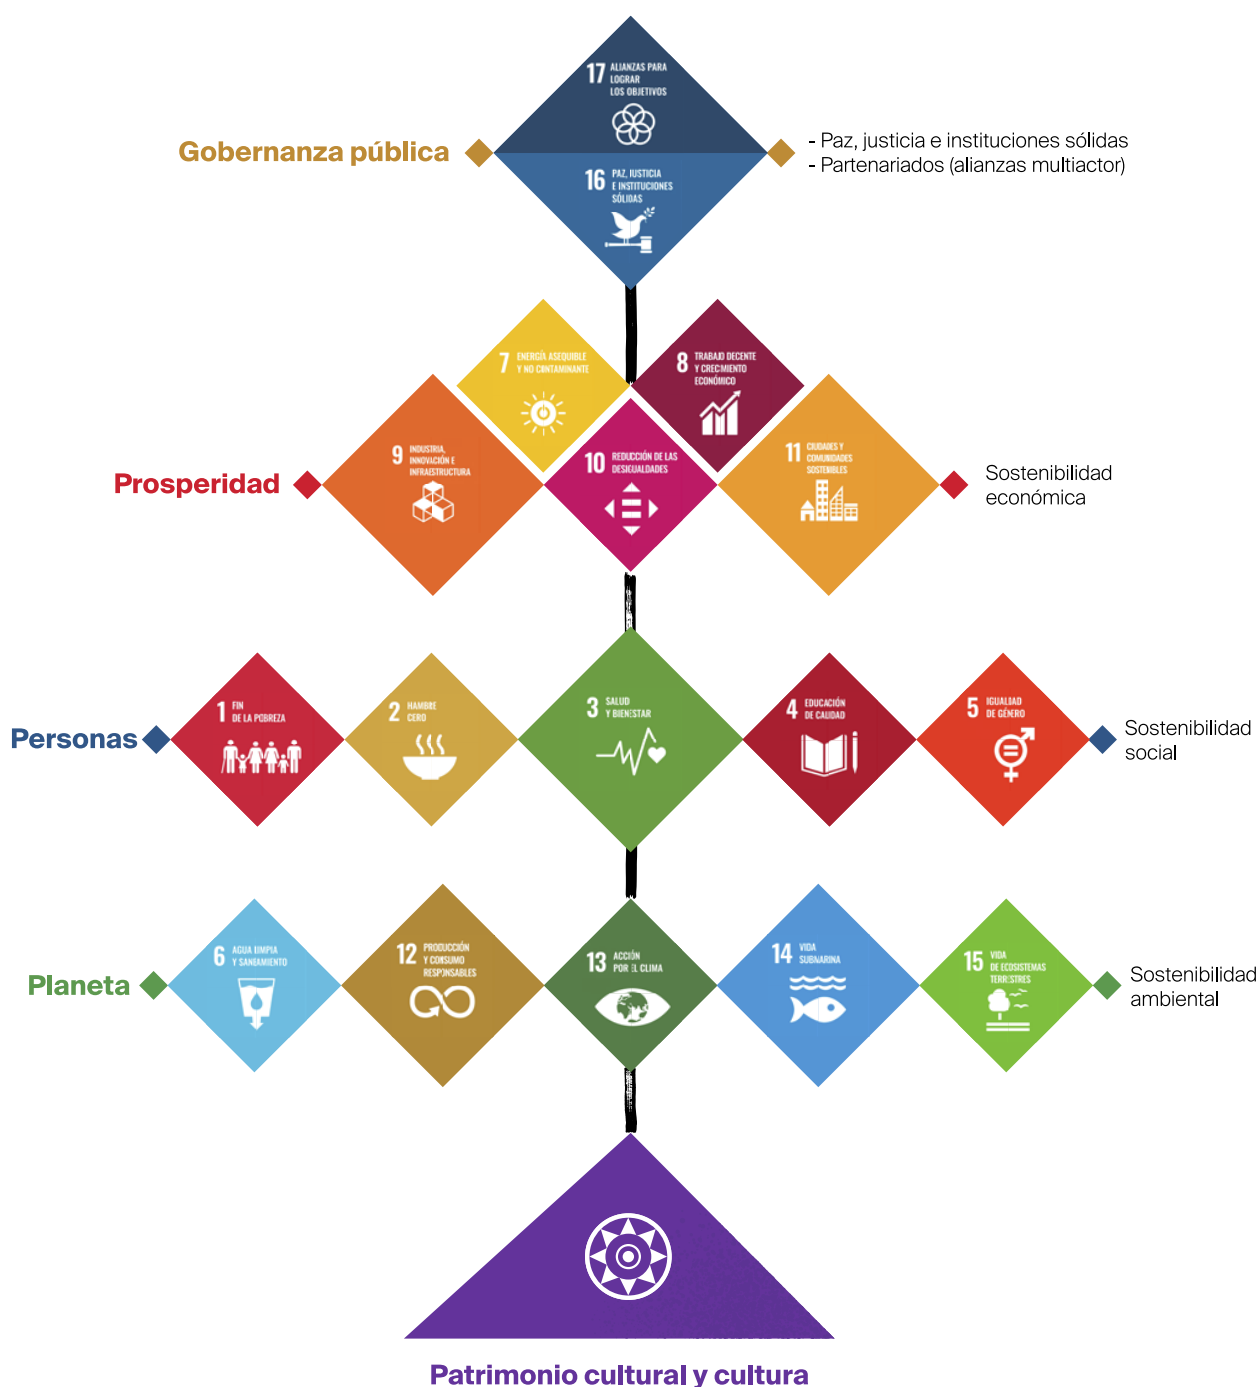 17 ALIANZAS PARA
LOGRAR
LOS OBJETIVOS
Gobernanza pública
- Paz, justicia e instituciones sólidas
- Partenariados (alianzas multiactor)
16 PAZ, JUSTICIA
E INSTITUCIONES
SÓLIDAS
7 ENERGÍA ASEQUIBLE
Y NO CONTAMINANTE
8 TRABAJO DECENTE
Y CRECIMIENTO
ECONÓMICO
9 INDUSTRIA,
INNOVACIÓN E
INFRAESTRUCTURA
10 REDUCCIÓN DE LAS
DESIGUALDADES
11 CIUDADES Y
COMUNIDADES
SOSTENIBLES
Prosperidad
Sostenibilidad
económica
1 FIN
DE LA POBREZA
2 HAMBRE
CERO
3 SALUD
Y BIENESTAR
4 EDUCACIÓN
DE CALIDAD
5 IGUALDAD
DE GÉNERO
Personas
Sostenibilidad
social
6 AGUA LIMPIA
Y SANEAMIENTO
12 PRODUCCIÓN
Y CONSUMO
RESPONSABLES
13 ACCIÓN
POR EL CLIMA
14 VIDA
SUBMARINA
15 VIDA
DE ECOSISTEMAS
TERRESTRES
Planeta
Sostenibilidad
ambiental
Patrimonio cultural y cultura